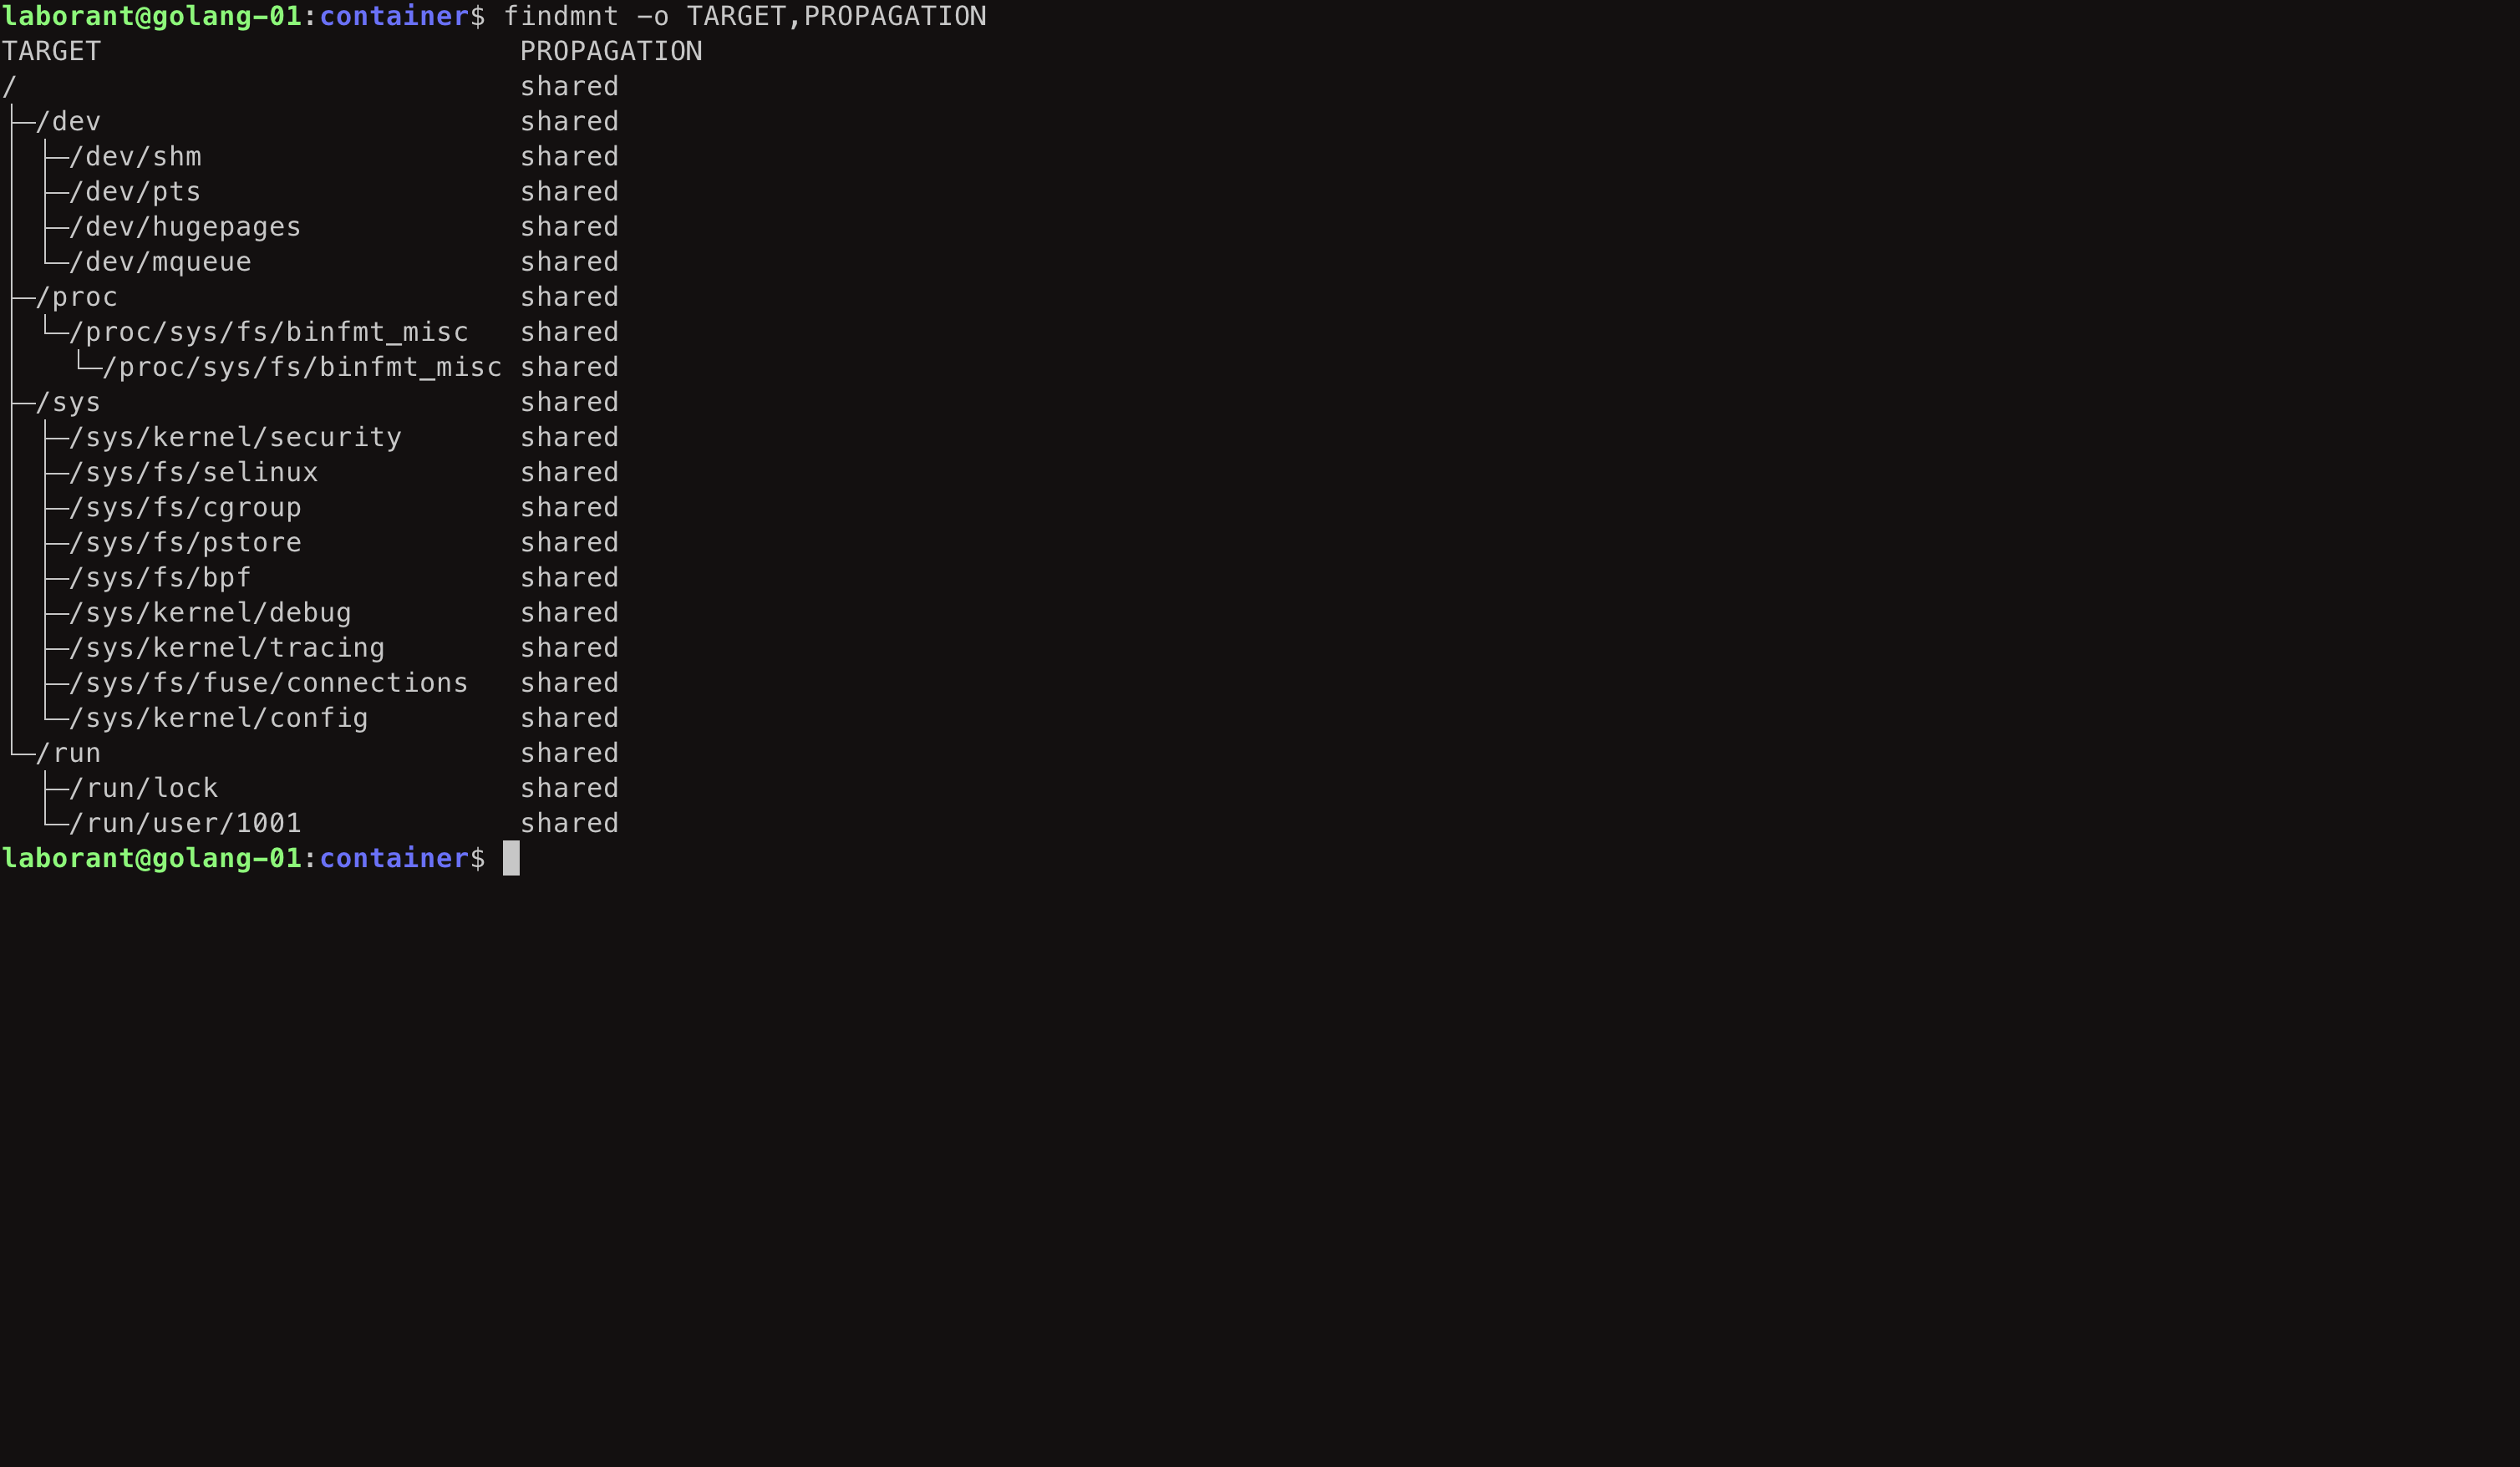 laborant@golang-01:container$ findmnt -o TARGET,PROPAGATION
TARGET                         PROPAGATION
/                              shared
├─/dev                         shared
│ ├─/dev/shm                   shared
│ ├─/dev/pts                   shared
│ ├─/dev/hugepages             shared
│ └─/dev/mqueue                shared
├─/proc                        shared
│ └─/proc/sys/fs/binfmt_misc   shared
│   └─/proc/sys/fs/binfmt_misc shared
├─/sys                         shared
│ ├─/sys/kernel/security       shared
│ ├─/sys/fs/selinux            shared
│ ├─/sys/fs/cgroup             shared
│ ├─/sys/fs/pstore             shared
│ ├─/sys/fs/bpf                shared
│ ├─/sys/kernel/debug          shared
│ ├─/sys/kernel/tracing        shared
│ ├─/sys/fs/fuse/connections   shared
│ └─/sys/kernel/config         shared
└─/run                         shared
  ├─/run/lock                  shared
  └─/run/user/1001             shared
laborant@golang-01:container$